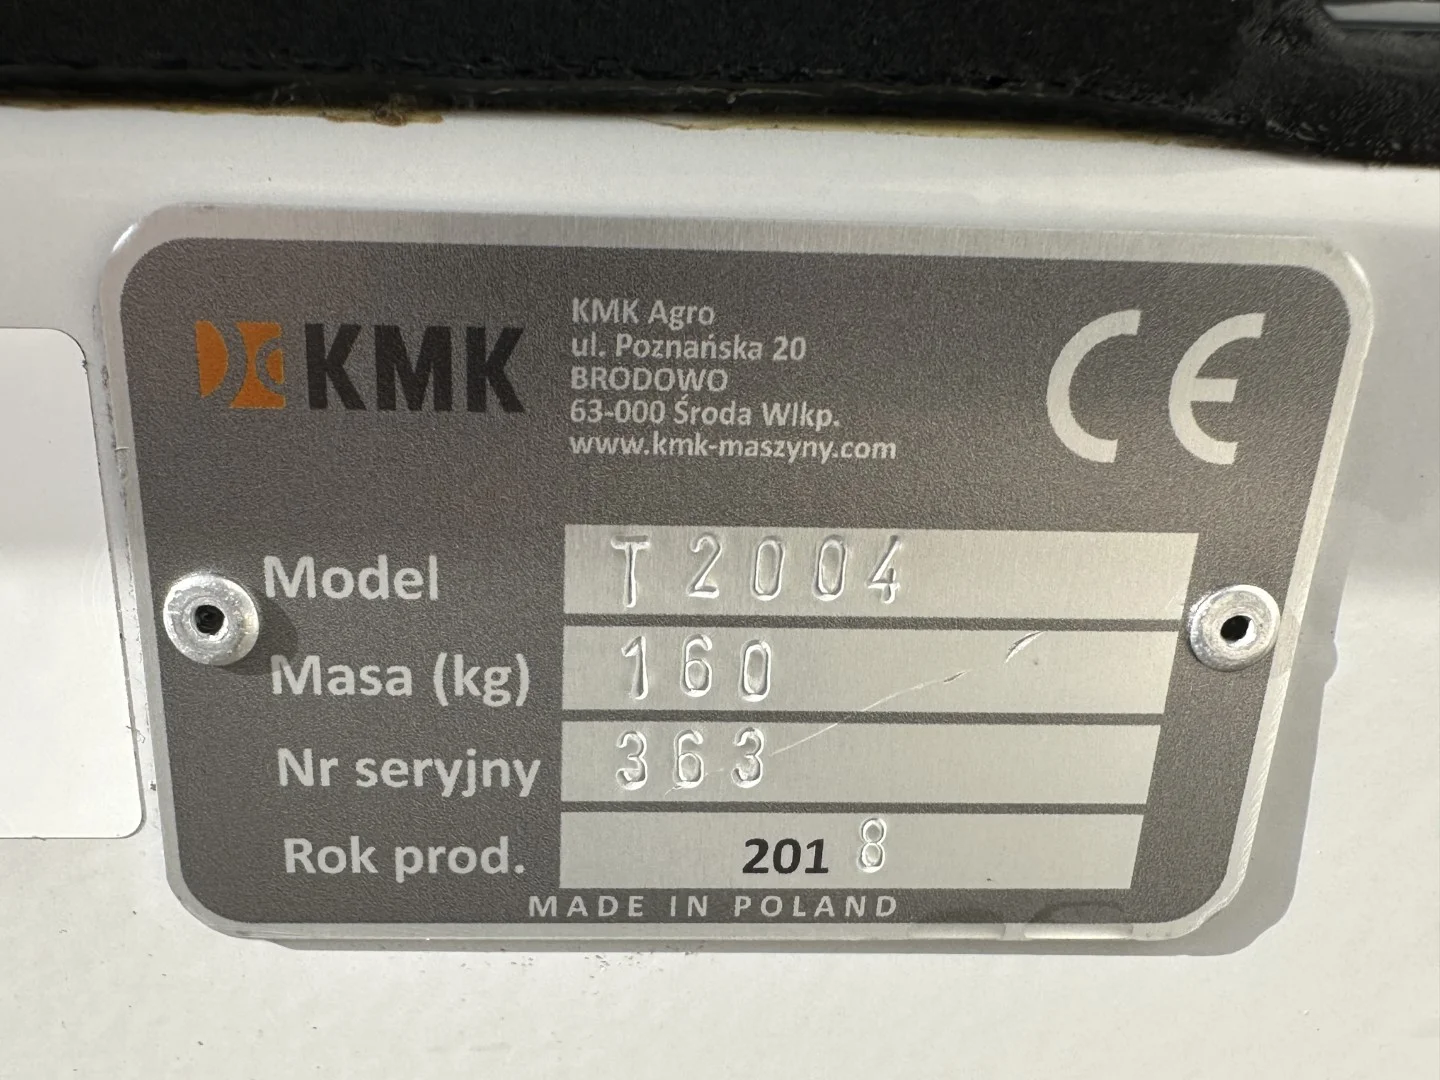 KMK
KMK Agro
ul. Poznańska 20
BRODOWO
63-000 Środa Wlkp.
www.kmk-maszyny.com
CE
Model T2004
Masa (kg) 160
Nr seryjny 363
Rok prod. 2018
MADE IN POLAND